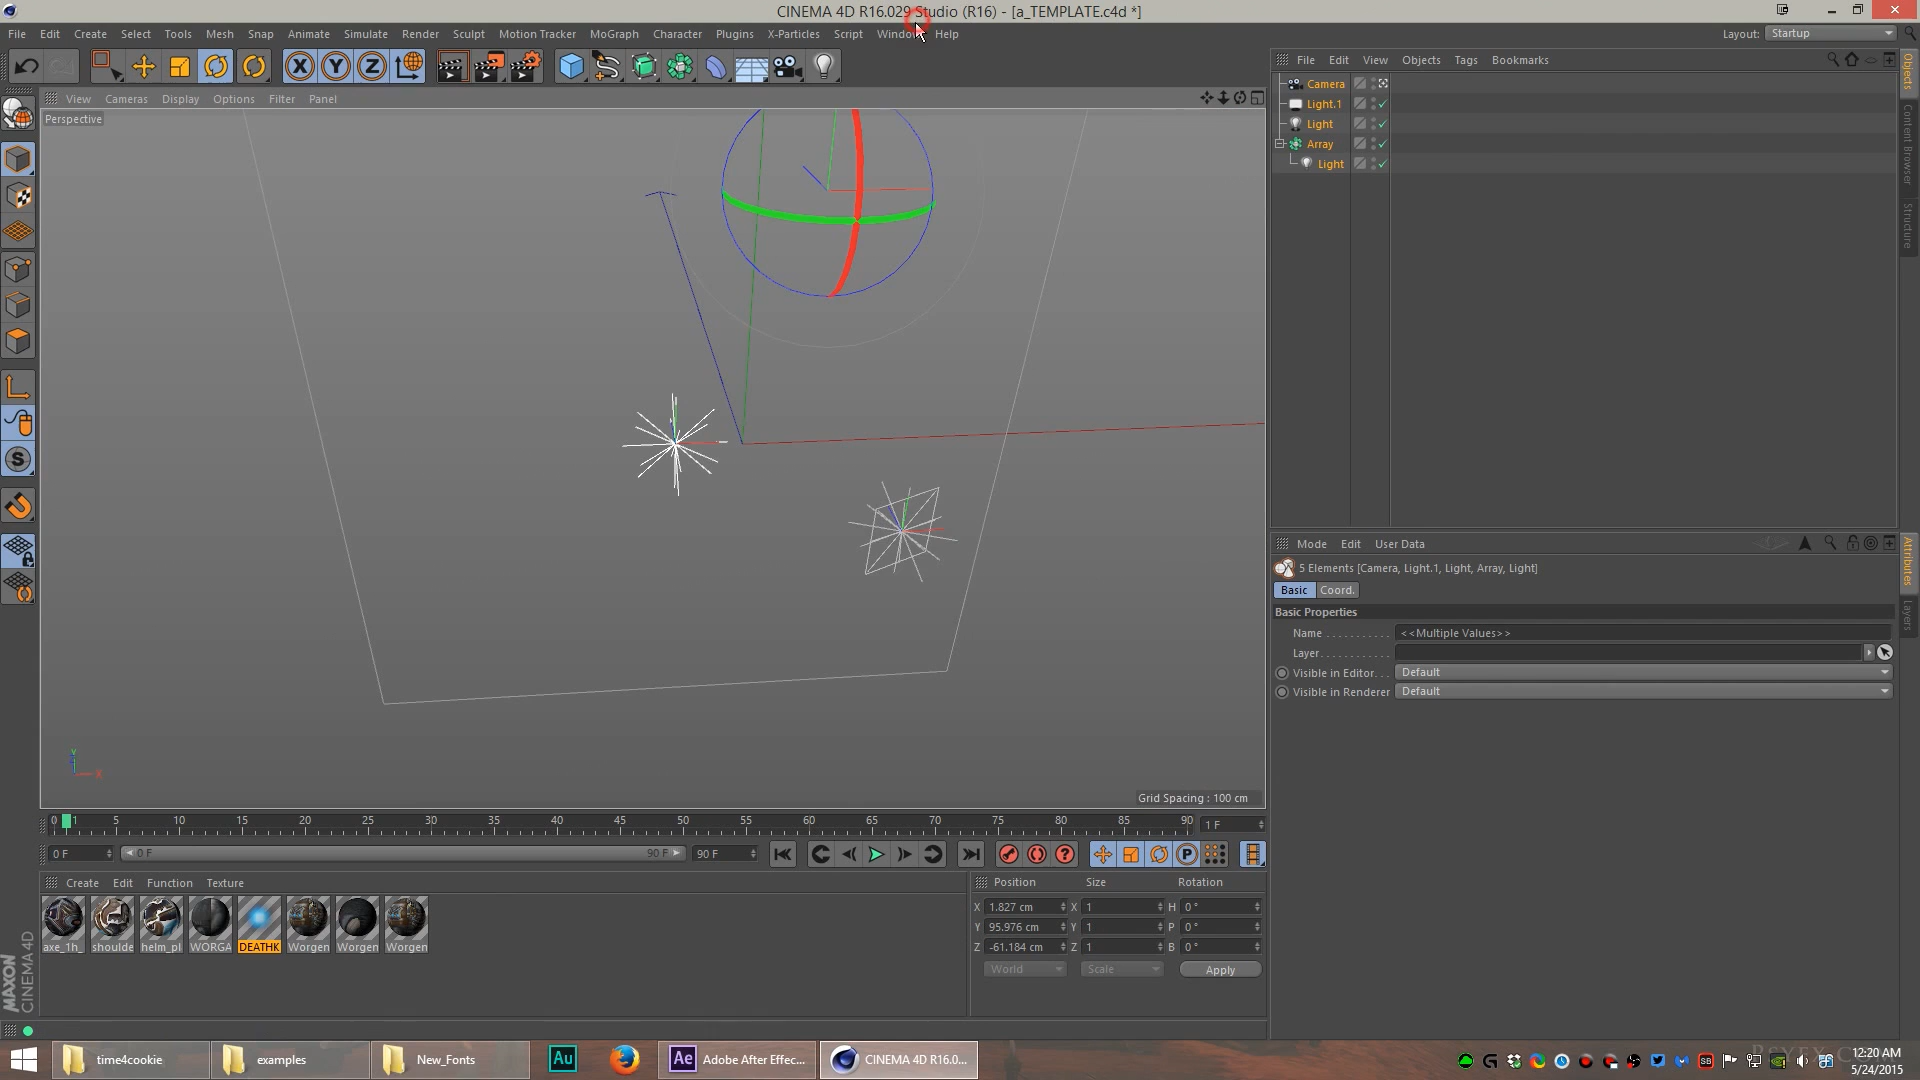 CINEMA 4D R16.029 Studio (R16) - [a_TEMPLATE.c4d *]
File Edit Create Select Tools Mesh Snap Animate Simulate Render Sculpt Motion Tracker MoGraph Character Plugins X-Particles Script Window Help
Layout: Startup
X Y Z
File Edit View Objects Tags Bookmarks
View Cameras Display Options Filter Panel
Perspective
Camera
Light.1
Light
Array
Light
Objects
Content Browser
Structure
Mode Edit User Data
5 Elements [Camera, Light.1, Light, Array, Light]
Basic Coord.
Basic Properties
Name . . . . . . . . . . . <<Multiple Values>>
Layer. . . . . . . . . . . .
Visible in Editor. . . Default
Visible in Renderer Default
Attributes
Layers
S
Y
X
Grid Spacing : 100 cm
0 1 5 10 15 20 25 30 35 40 45 50 55 60 65 70 75 80 85 90 1 F
0 F 0 F 90 F 90 F
P
Create Edit Function Texture
axe_1h_ shoulde helm_pl WORGA DEATHK Worgen Worgen Worgen
Position Size Rotation
X 1.827 cm X 1 H 0 °
Y 95.976 cm Y 1 P 0 °
Z -61.184 cm Z 1 B 0 °
World Scale Apply
MAXON
CINEMA 4D
time4cookie
examples
New_Fonts
Au
Ae Adobe After Effec...
CINEMA 4D R16.0...
12:20 AM
5/24/2015